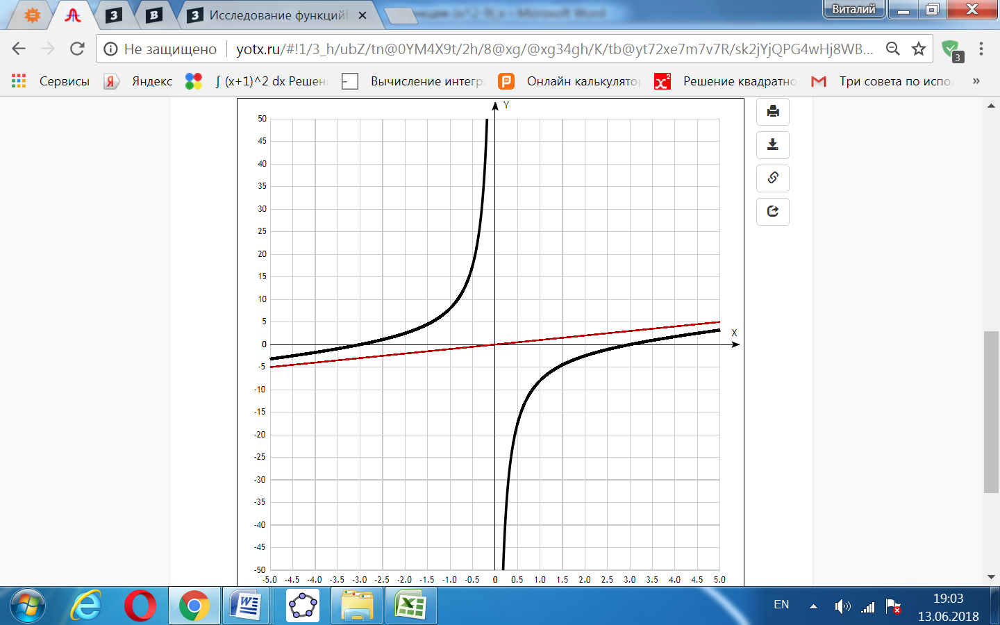 Исследование функций
Виталий
Не защищено
yotx.ru/#!1/3_h/ubZ/tn@0YM4X9t/2h/8@xg/@xg34gh/K/tb@yt72xe7m7v7R/sk2jYjQPG4wHj8WB...
3
Сервисы Яндекс ∫ (x+1)^2 dx Решени Вычисление интегр Онлайн калькулятор Решение квадратно Три совета по испо »
Y
50
45
40
35
30
25
20
15
10
5
0
-5
-10
-15
-20
-25
-30
-35
-40
-45
-50
X
-5.0 -4.5 -4.0 -3.5 -3.0 -2.5 -2.0 -1.5 -1.0 -0.5 0 0.5 1.0 1.5 2.0 2.5 3.0 3.5 4.0 4.5 5.0
EN
19:03
13.06.2018